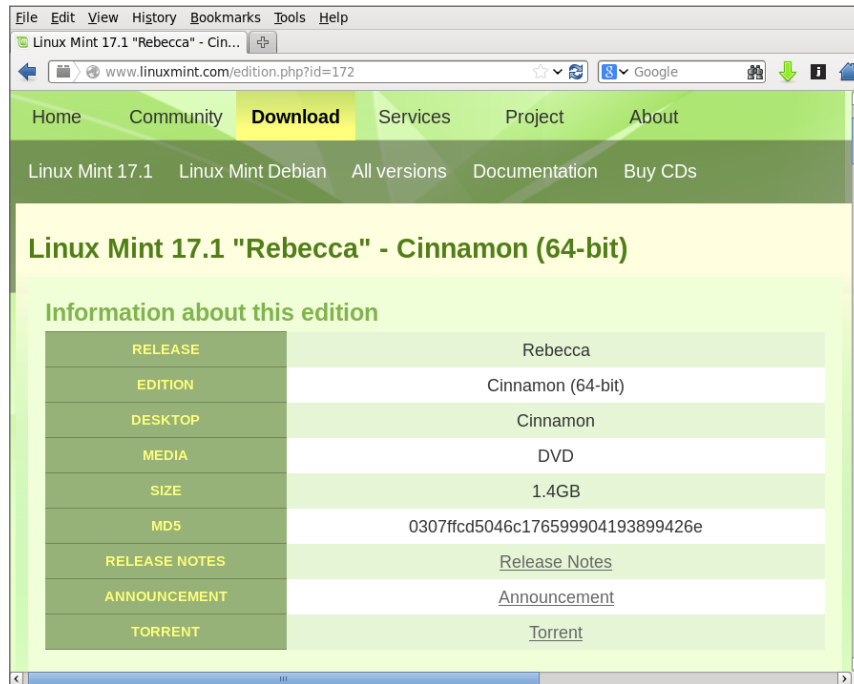 File Edit View History Bookmarks Tools Help
Linux Mint 17.1 "Rebecca" - Cin...
www.linuxmint.com/edition.php?id=172
8 Google
Home Community Download Services Project About
Linux Mint 17.1 Linux Mint Debian All versions Documentation Buy CDs
Linux Mint 17.1 "Rebecca" - Cinnamon (64-bit)
Information about this edition
RELEASE Rebecca
EDITION Cinnamon (64-bit)
DESKTOP Cinnamon
MEDIA DVD
SIZE 1.4GB
MD5 0307ffcd5046c176599904193899426e
RELEASE NOTES Release Notes
ANNOUNCEMENT Announcement
TORRENT Torrent